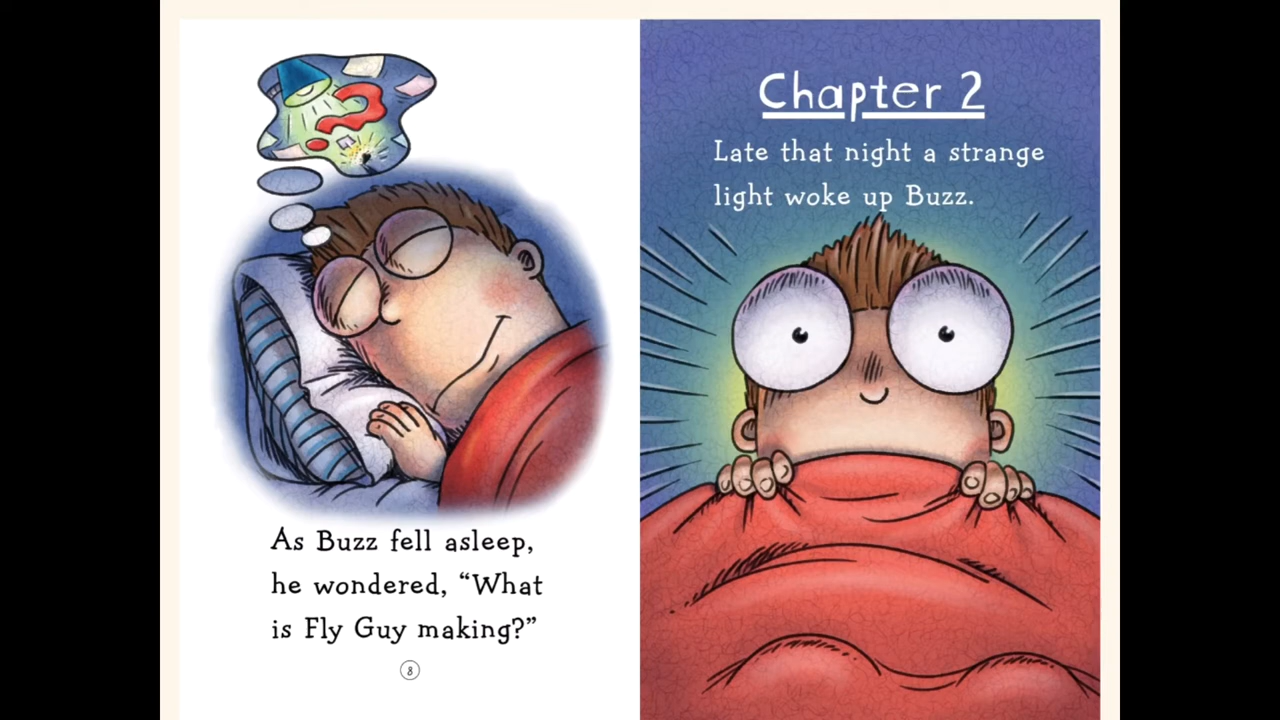 As Buzz fell asleep,
he wondered, “What
is Fly Guy making?”
8
Chapter 2
Late that night a strange
light woke up Buzz.